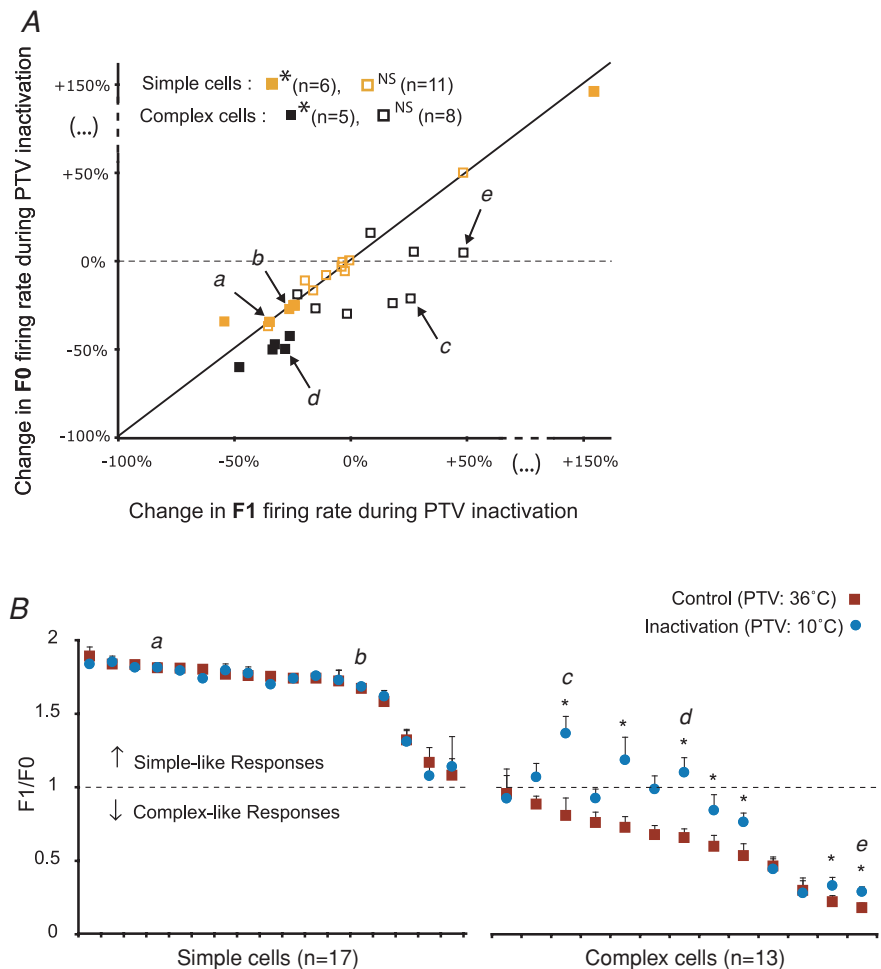 A
Simple cells : * (n=6), NS (n=11)
Complex cells : * (n=5), NS (n=8)
Change in F0 firing rate during PTV inactivation
+150%
(...)
+50%
0%
-50%
-100%
a
b
c
d
e
-100%
-50%
0%
+50%
(...)
+150%
Change in F1 firing rate during PTV inactivation
B
Control (PTV: 36˚C)
Inactivation (PTV: 10˚C)
F1/F0
2
1.5
1
0.5
0
a
b
↑ Simple-like Responses
↓ Complex-like Responses
c
*
*
d
*
*
*
*
e
*
Simple cells (n=17)
Complex cells (n=13)